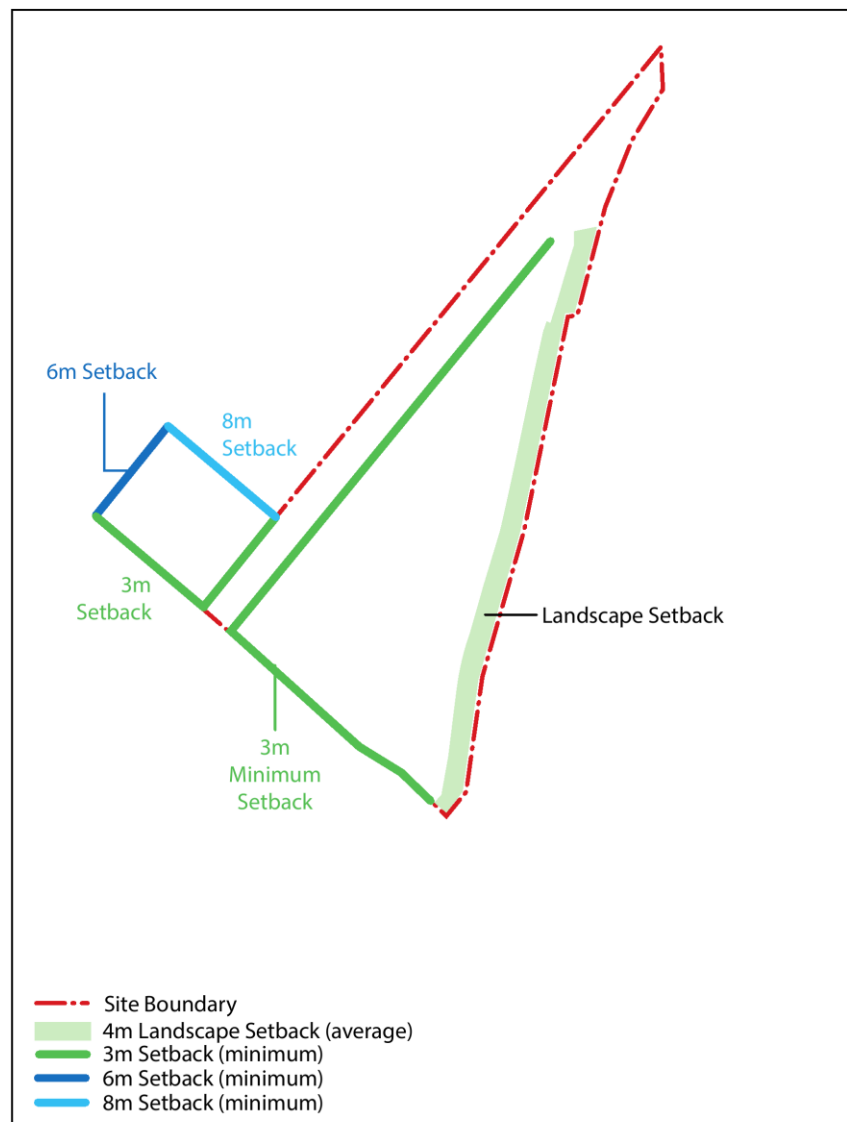 6m Setback
8m
Setback
3m
Setback
Landscape Setback
3m
Minimum
Setback
Site Boundary
4m Landscape Setback (average)
3m Setback (minimum)
6m Setback (minimum)
8m Setback (minimum)